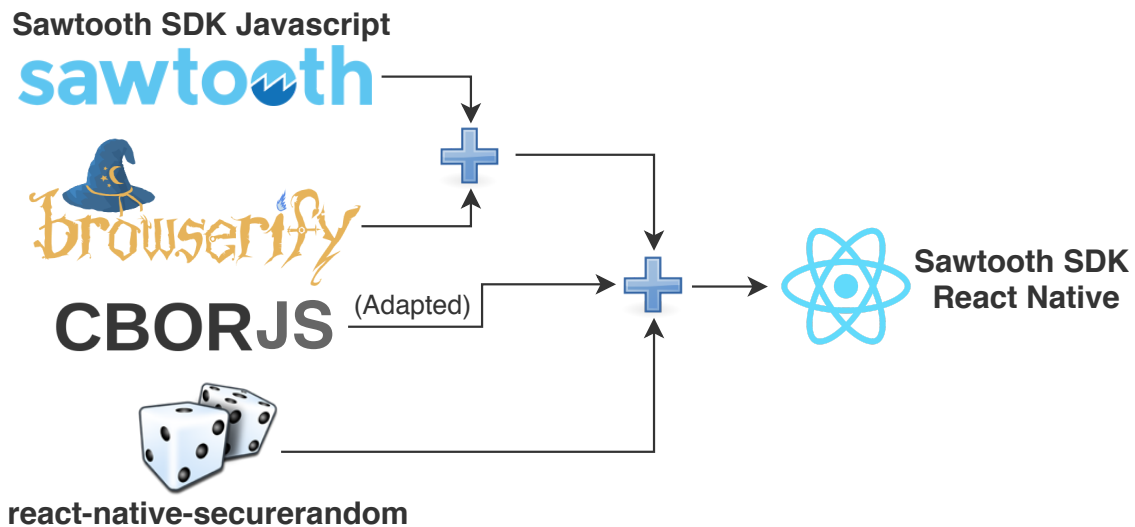 Sawtooth SDK Javascript
sawtooth
browserify
CBORJS
(Adapted)
Sawtooth SDK
React Native
react-native-securerandom